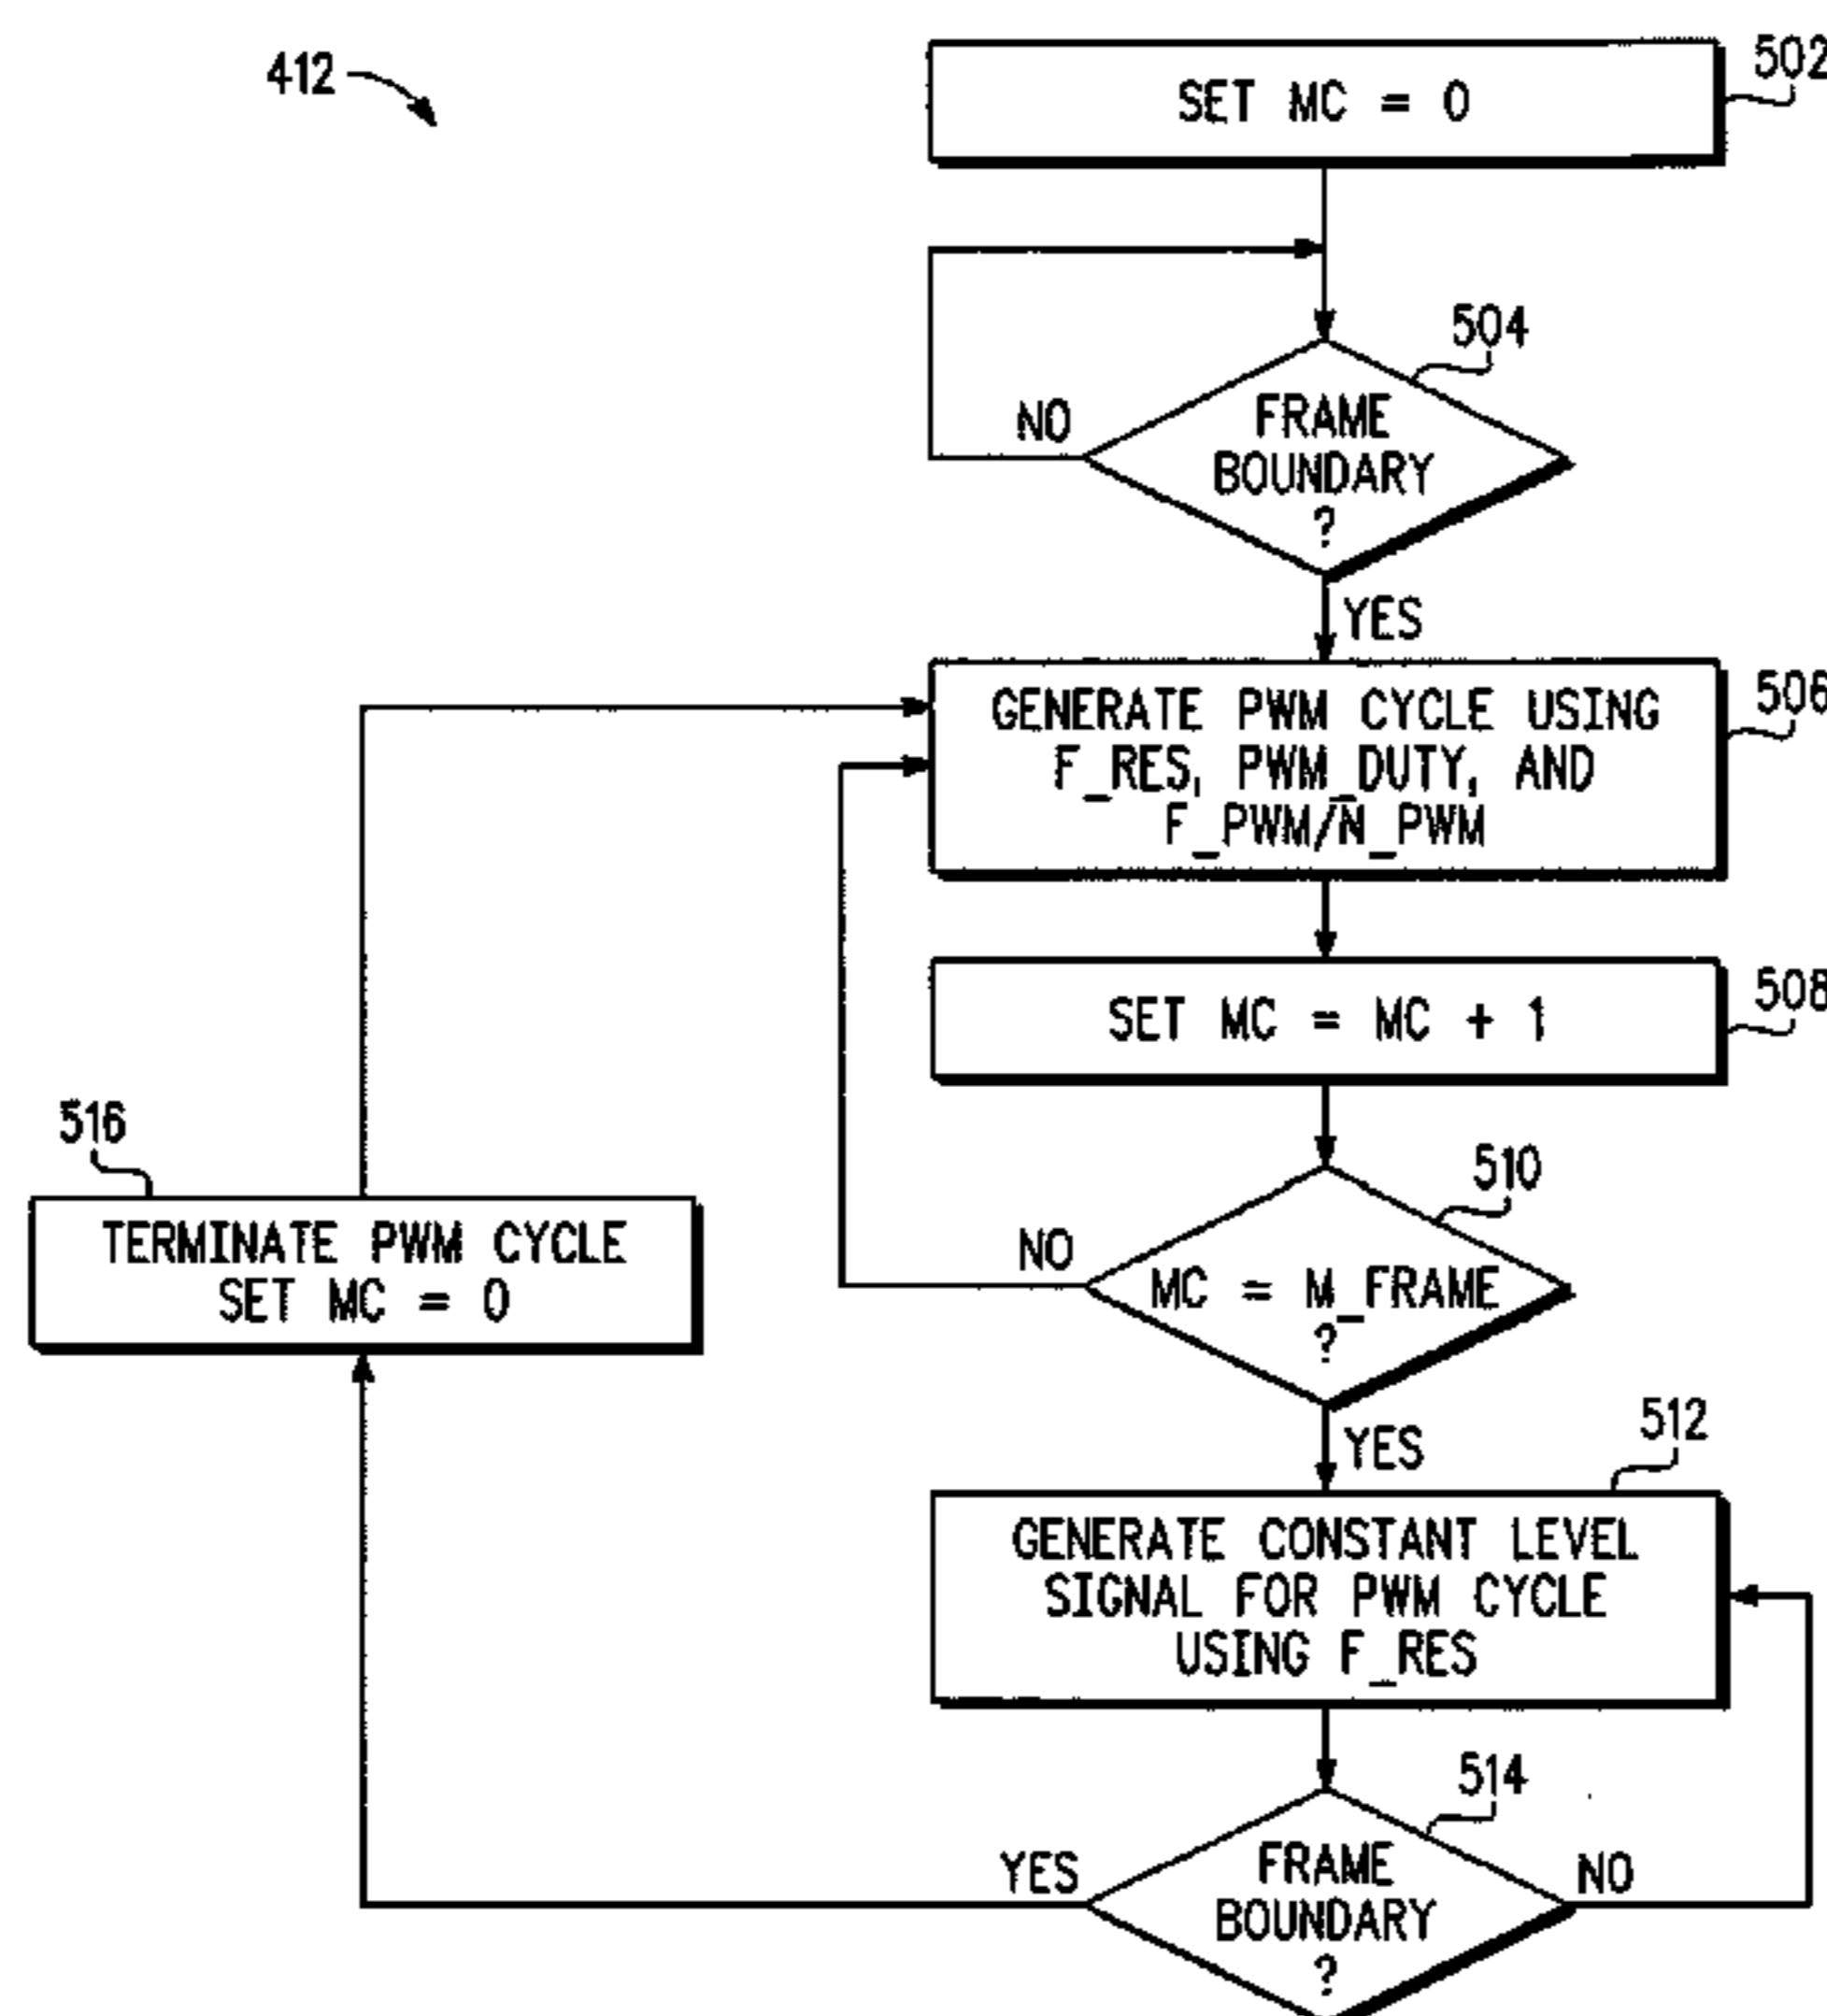 412
SET MC = 0
502
504
FRAME
BOUNDARY
?
NO
YES
GENERATE PWM CYCLE USING
F_RES, PWM_DUTY, AND
F_PWM/N_PWM
506
SET MC = MC + 1
508
516
TERMINATE PWM CYCLE
SET MC = 0
510
NO
MC = M_FRAME
?
YES
512
GENERATE CONSTANT LEVEL
SIGNAL FOR PWM CYCLE
USING F_RES
514
YES
FRAME
BOUNDARY
?
NO